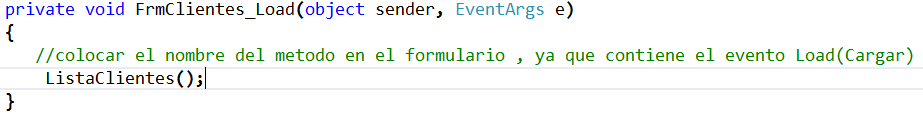 private void FrmClientes_Load(object sender, EventArgs e)
{
//colocar el nombre del metodo en el formulario , ya que contiene el evento Load(Cargar)
ListaClientes();
}